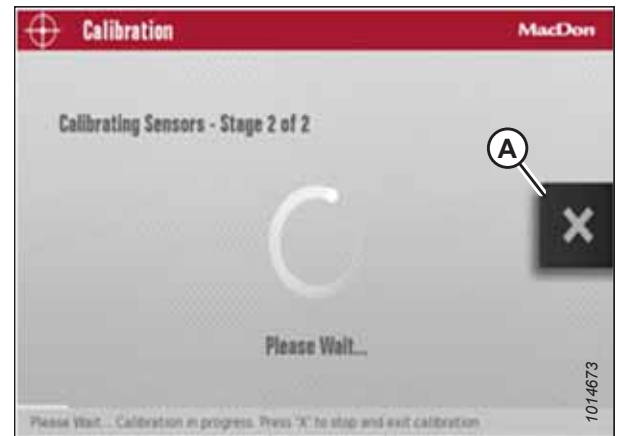 Calibration
MacDon
Calibrating Sensors - Stage 2 of 2
A
X
Please Wait...
1014673
Please Wait... Calibration in progress. Press "X" to stop and exit calibration